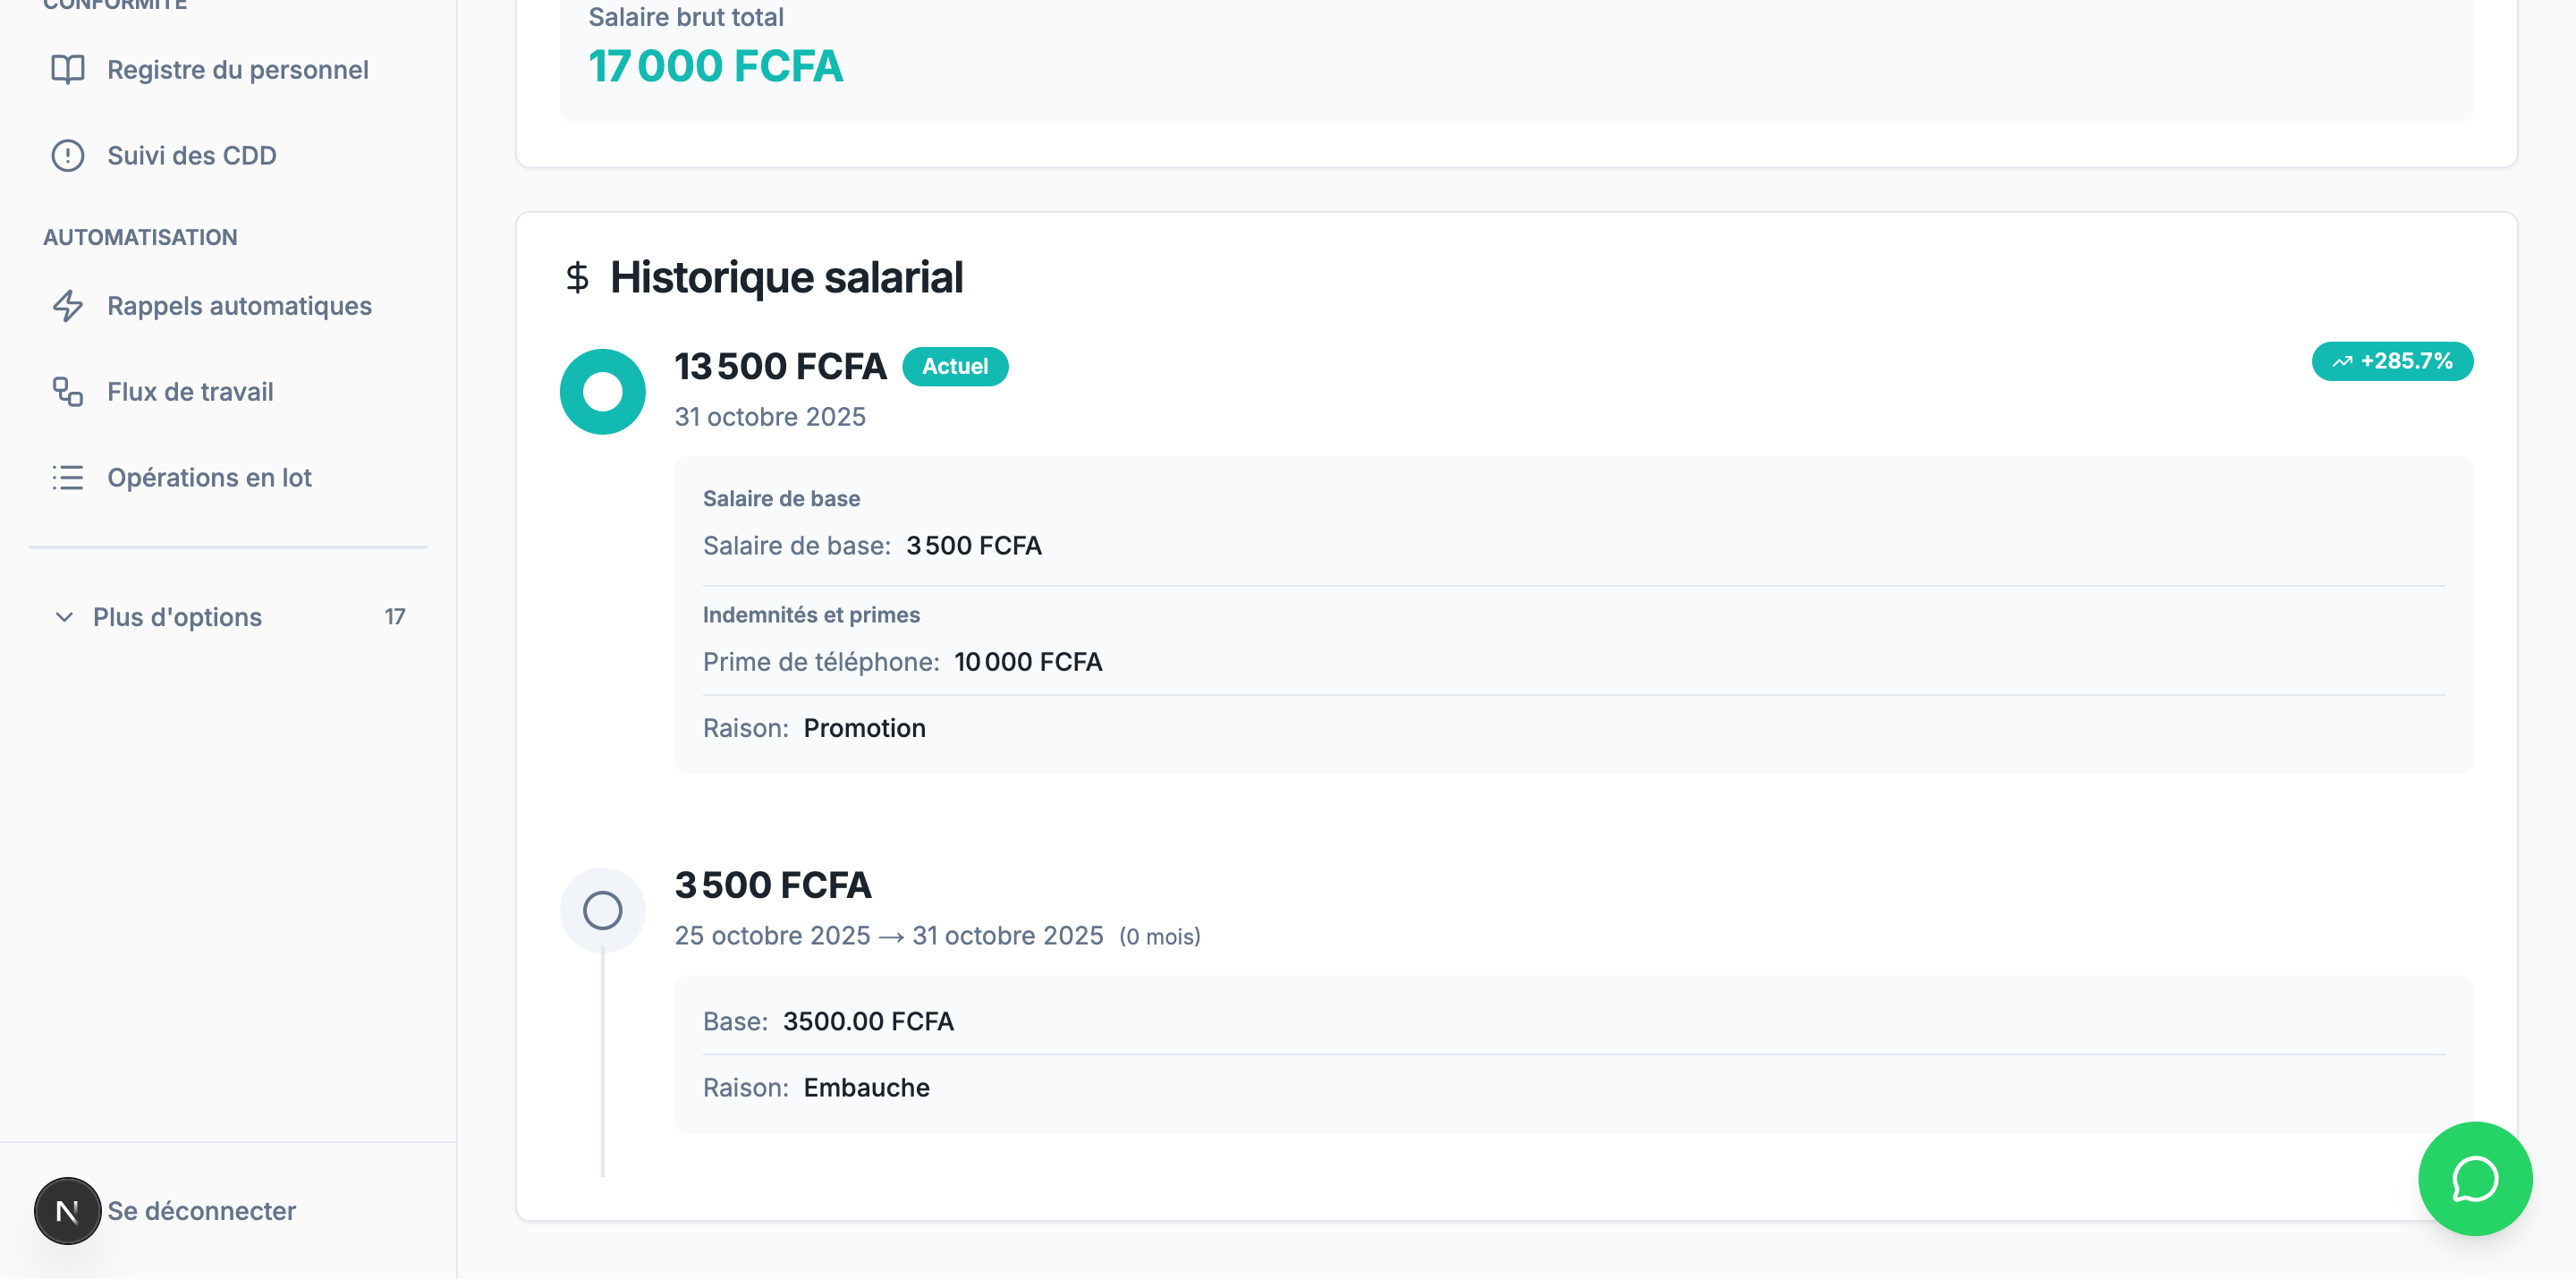 CONFORMITÉ
Registre du personnel
Suivi des CDD
AUTOMATISATION
Rappels automatiques
Flux de travail
Opérations en lot
Plus d'options 17
N Se déconnecter
Salaire brut total
17 000 FCFA
$ Historique salarial
13 500 FCFA Actuel +285.7%
31 octobre 2025
Salaire de base
Salaire de base: 3 500 FCFA
Indemnités et primes
Prime de téléphone: 10 000 FCFA
Raison: Promotion
3 500 FCFA
25 octobre 2025 → 31 octobre 2025 (0 mois)
Base: 3500.00 FCFA
Raison: Embauche